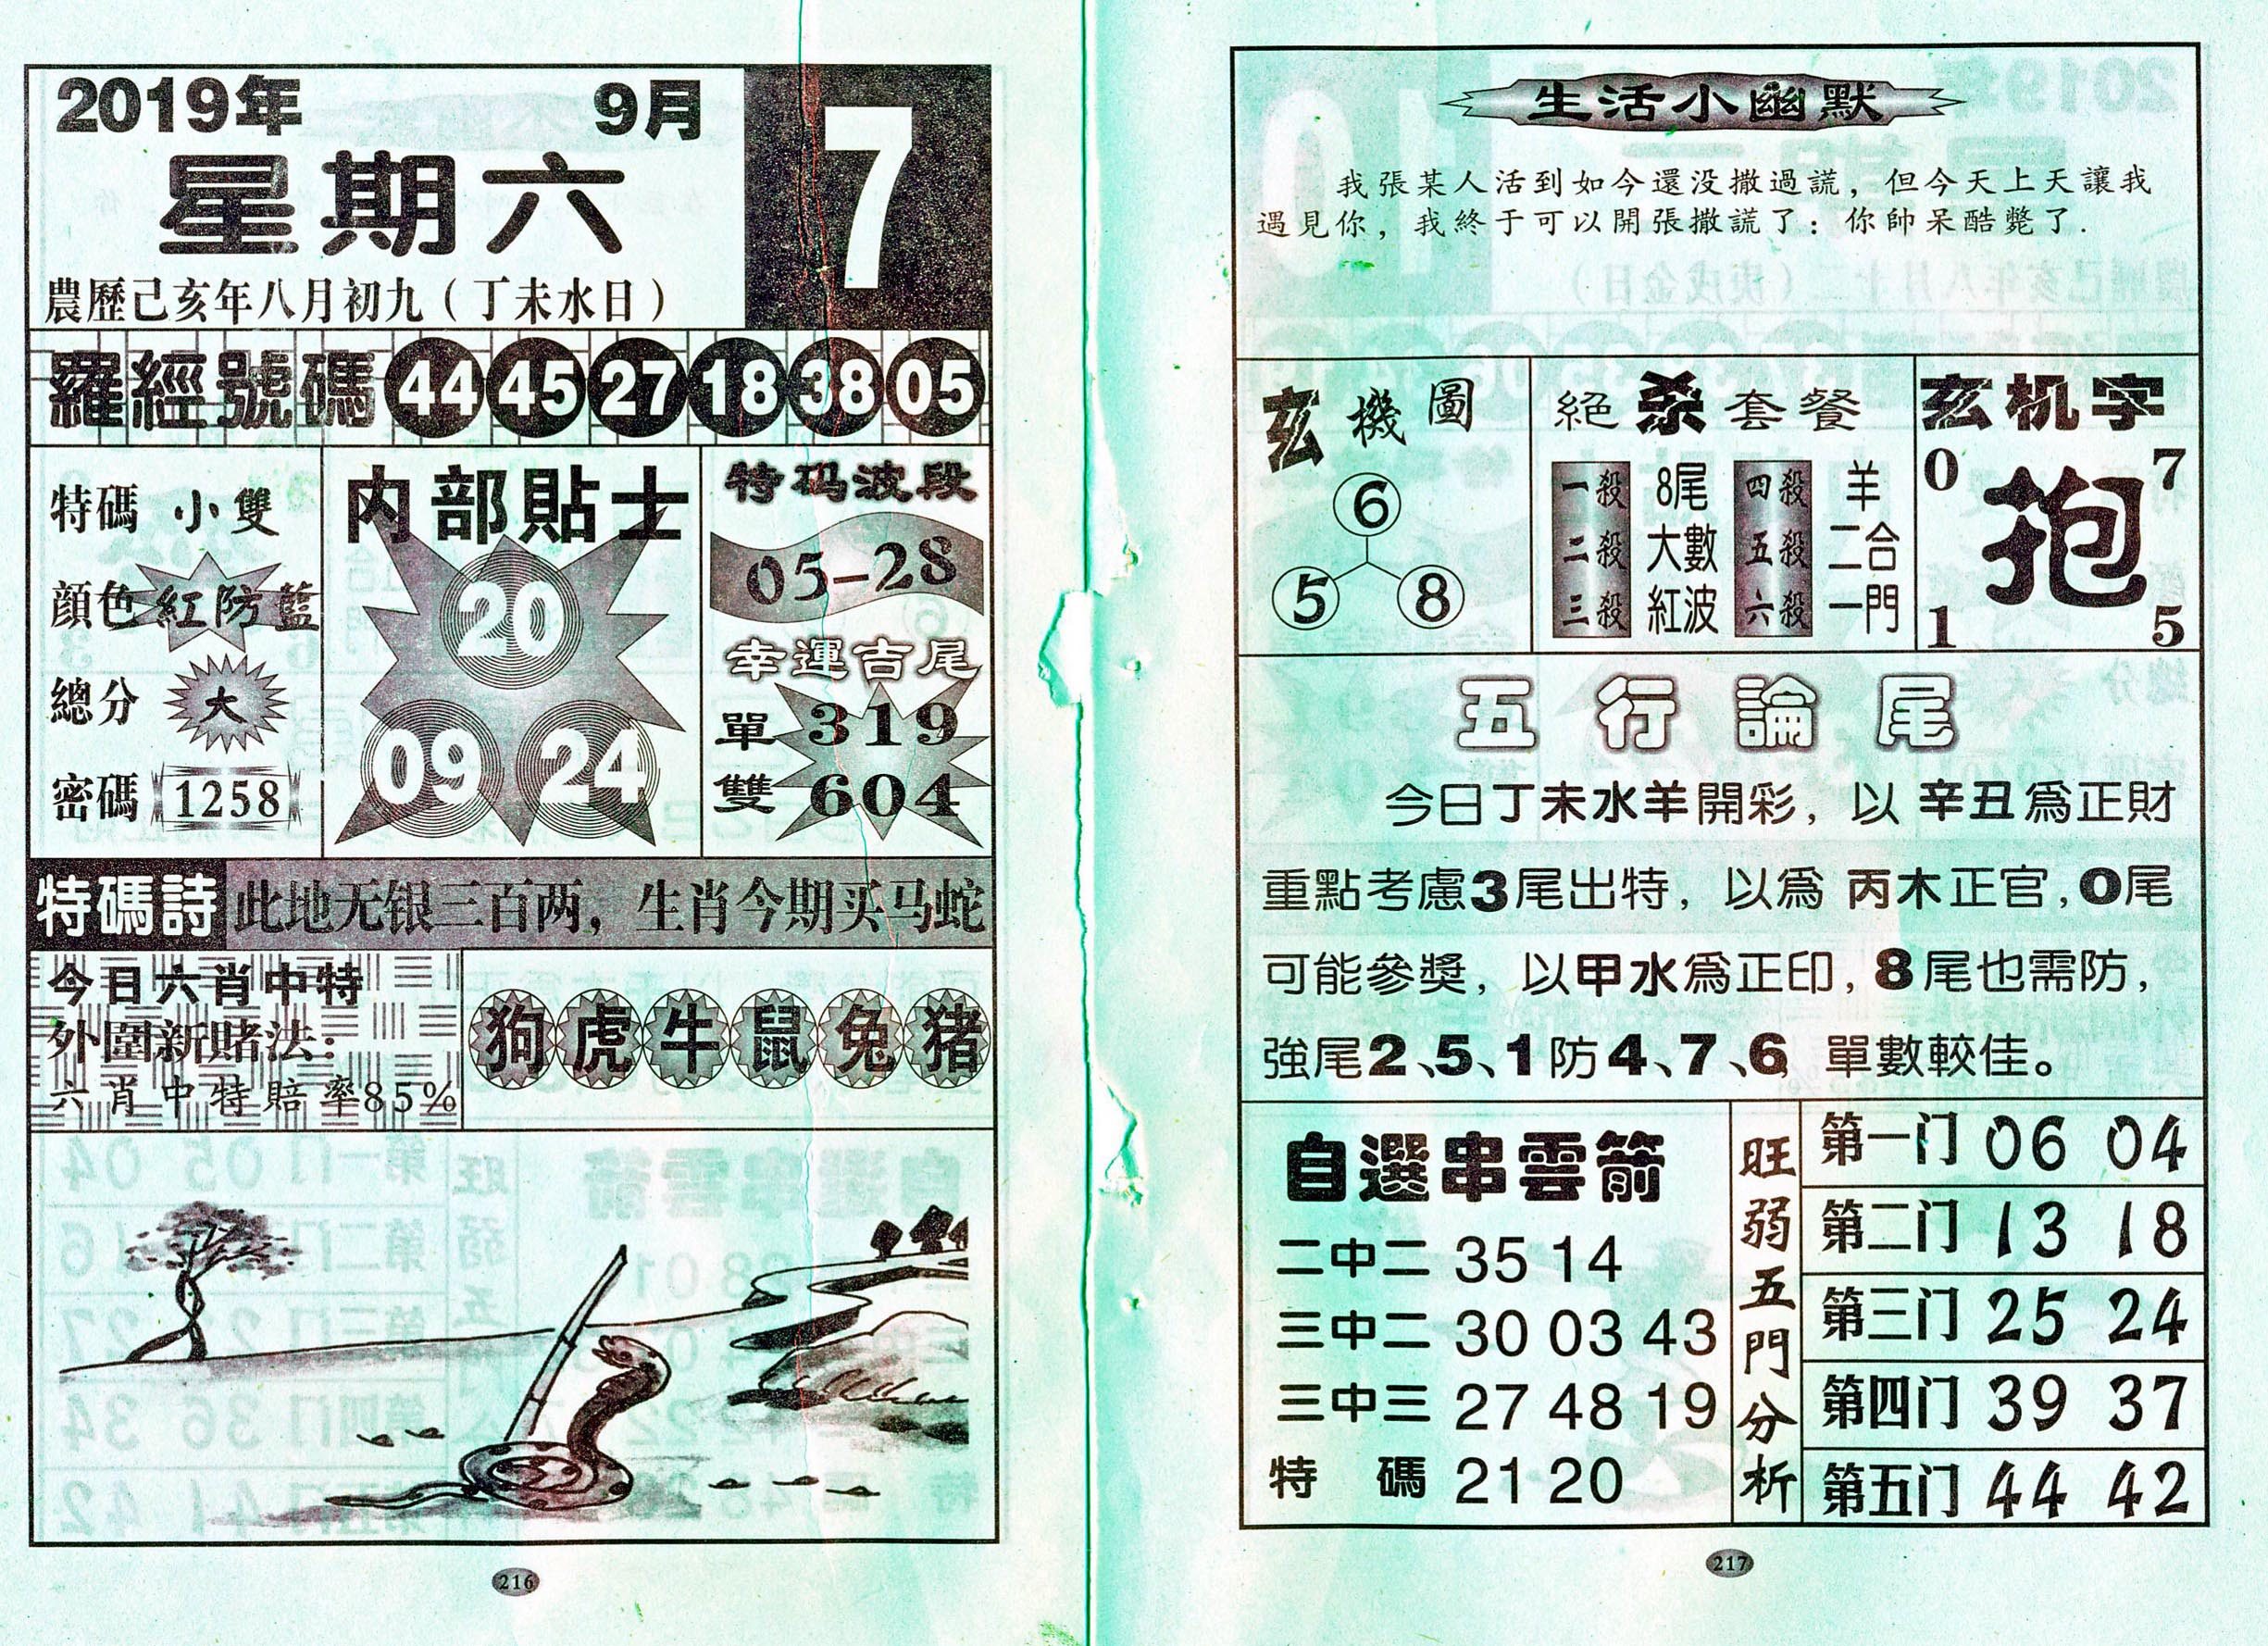 2019年 9月 7
星期六
農歷己亥年八月初九（丁未水日）
羅經號碼 44 45 27 18 38 05
特碼 小雙
顔色 紅防藍
總分 大
密碼 1258
内部貼士
20
09 24
特码波段
05-28
幸運吉尾
單 319
雙 604
特碼詩 此地无银三百两，生肖今期买马蛇
今日六肖中特
外圍新賭法：
六肖中特賠率85%
狗 虎 牛 鼠 兔 猪
216
生活小幽默
我張某人活到如今還没撒過謊，但今天上天讓我
遇見你，我終于可以開張撒謊了：你帥呆酷斃了.
玄機圖
6
5 8
絕杀套餐
一殺 8尾 四殺 羊
二殺 大數 五殺 二合
三殺 紅波 六殺 一門
玄机字
0 7
抱
1 5
五行論尾
今日丁未水羊開彩，以辛丑爲正財
重點考慮3尾出特，以爲丙木正官，0尾
可能參獎，以甲水爲正印，8尾也需防，
強尾2、5、1防4、7、6 單數較佳。
自選串雲箭
二中二 35 14
三中二 30 03 43
三中三 27 48 19
特碼 21 20
旺弱五門分析
第一门 06 04
第二门 13 18
第三门 25 24
第四门 39 37
第五门 44 42
217